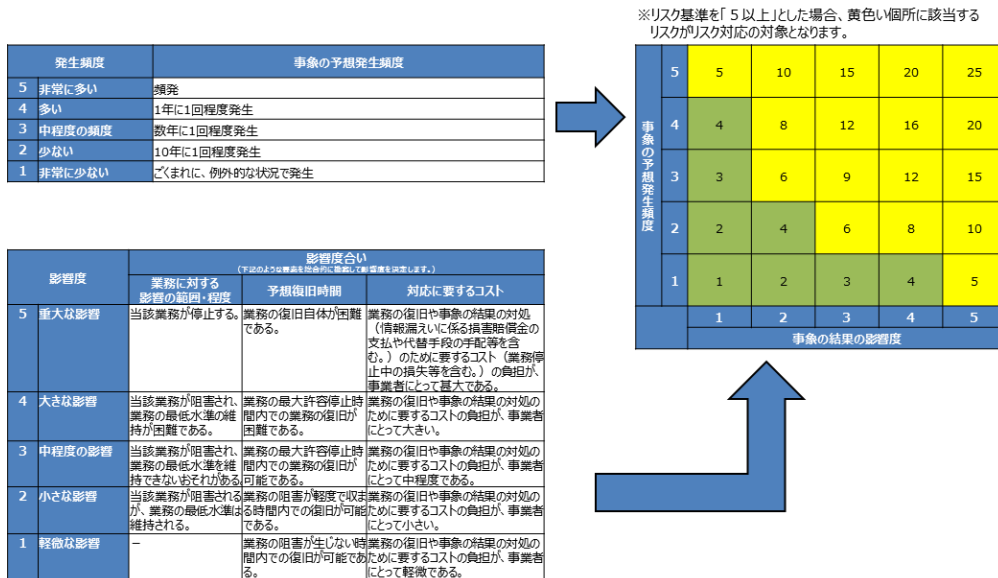 ※リスク基準を「５以上」とした場合、黄色い個所に該当する
リスクがリスク対応の対象となります。
発生頻度 事象の予想発生頻度
5 非常に多い 頻発
4 多い 1年に1回程度発生
3 中程度の頻度 数年に1回程度発生
2 少ない 10年に1回程度発生
1 非常に少ない ごくまれに、例外的な状況で発生
事象の予想発生頻度
5 5 10 15 20 25
4 4 8 12 16 20
3 3 6 9 12 15
2 2 4 6 8 10
1 1 2 3 4 5
1 2 3 4 5
事象の結果の影響度
影響度
影響度合い
（下記のような要素を総合的に勘案して影響度を決定します。）
業務に対する
影響の範囲・程度
予想復旧時間
対応に要するコスト
5 重大な影響
当該業務が停止する。
業務の復旧自体が困難
である。
業務の復旧や事象の結果の対処
（情報漏えいに係る損害賠償金の
支払や代替手段の手配等を含
む。）のために要するコスト（業務停
止中の損失等を含む。）の負担が、
事業者にとって甚大である。
4 大きな影響
当該業務が阻害され、
業務の最低水準の維
持が困難である。
業務の最大許容停止時
間内での業務の復旧が
困難である。
業務の復旧や事象の結果の対処の
ために要するコストの負担が、事業者
にとって大きい。
3 中程度の影響
当該業務が阻害され、
業務の最低水準を維
持できないおそれがある。
業務の最大許容停止時
間内での業務の復旧が
可能である。
業務の復旧や事象の結果の対処の
ために要するコストの負担が、事業者
にとって中程度である。
2 小さな影響
当該業務が阻害される
が、業務の最低水準は
維持される。
業務の阻害が軽度で収ま
る時間内での復旧が可能
である。
業務の復旧や事象の結果の対処の
ために要するコストの負担が、事業者
にとって小さい。
1 軽微な影響
－
業務の阻害が生じない時
間内での復旧が可能であ
る。
業務の復旧や事象の結果の対処の
ために要するコストの負担が、事業者
にとって軽微である。